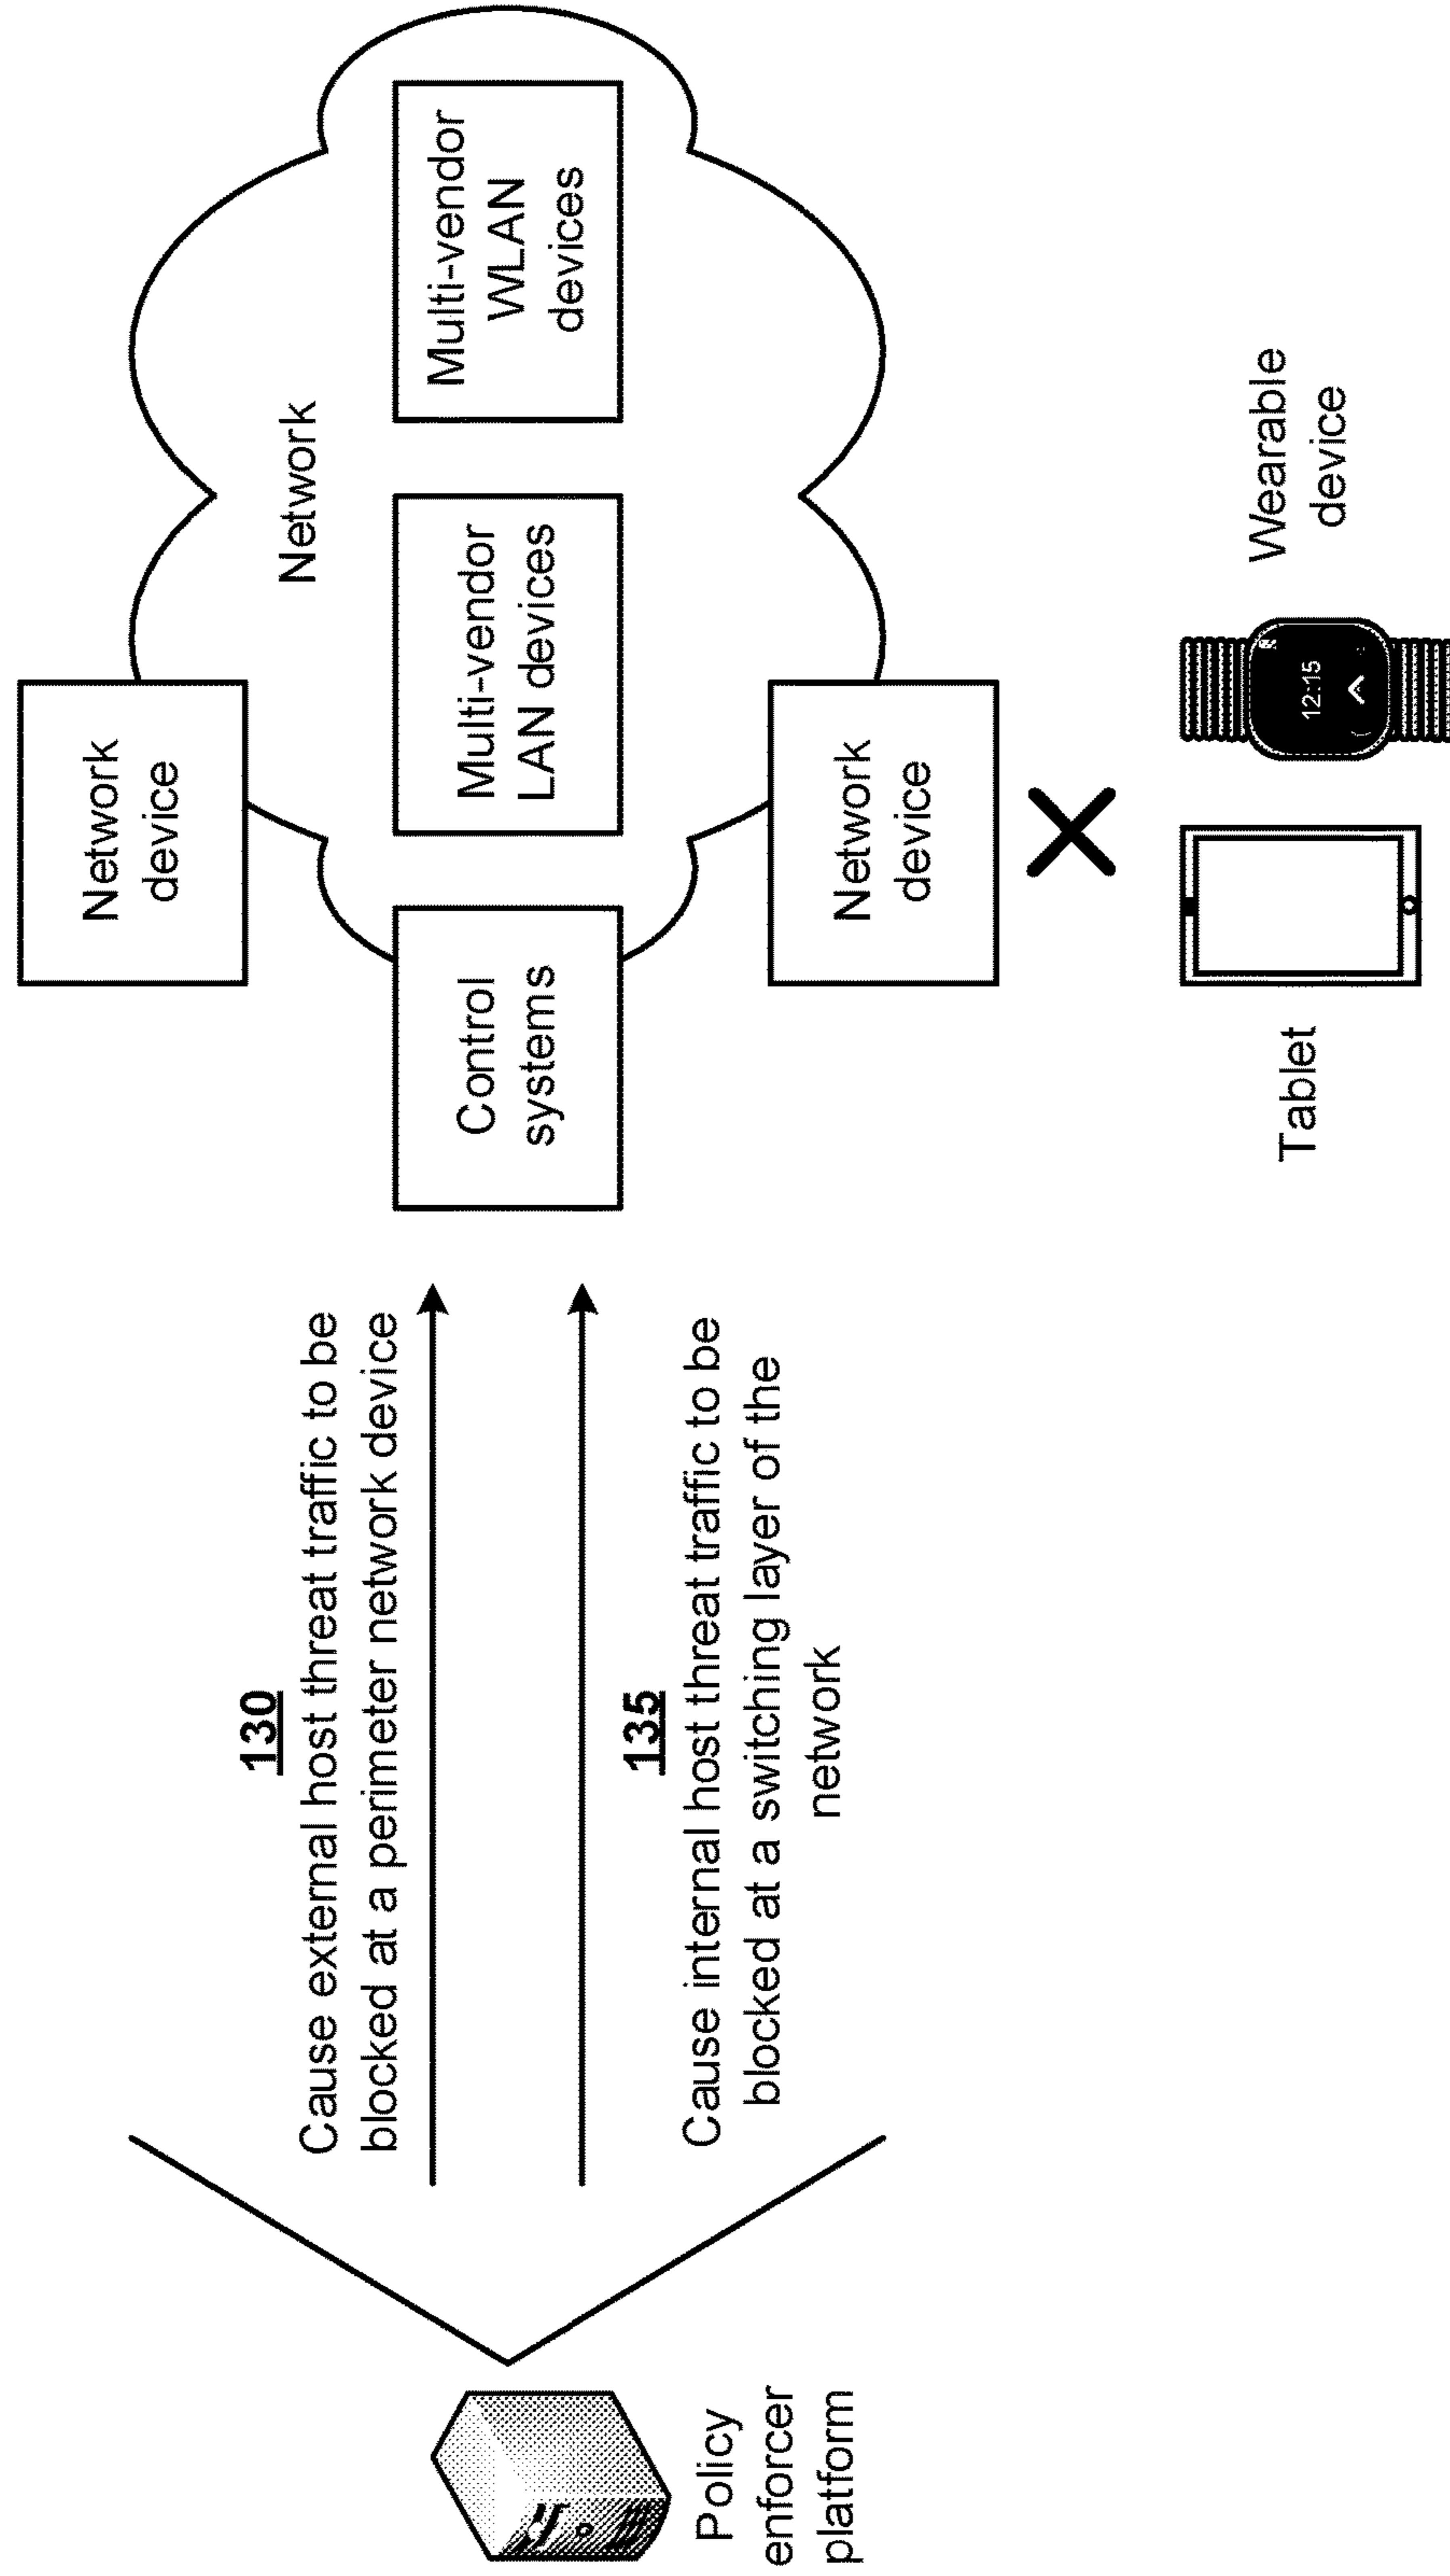 130
Cause external host threat traffic to be
blocked at a perimeter network device
135
Cause internal host threat traffic to be
blocked at a switching layer of the
network
Policy
enforcer
platform
Network
device
Network
Control
systems
Multi-vendor
LAN devices
Multi-vendor
WLAN
devices
Network
device
Tablet
12:15
Wearable
device